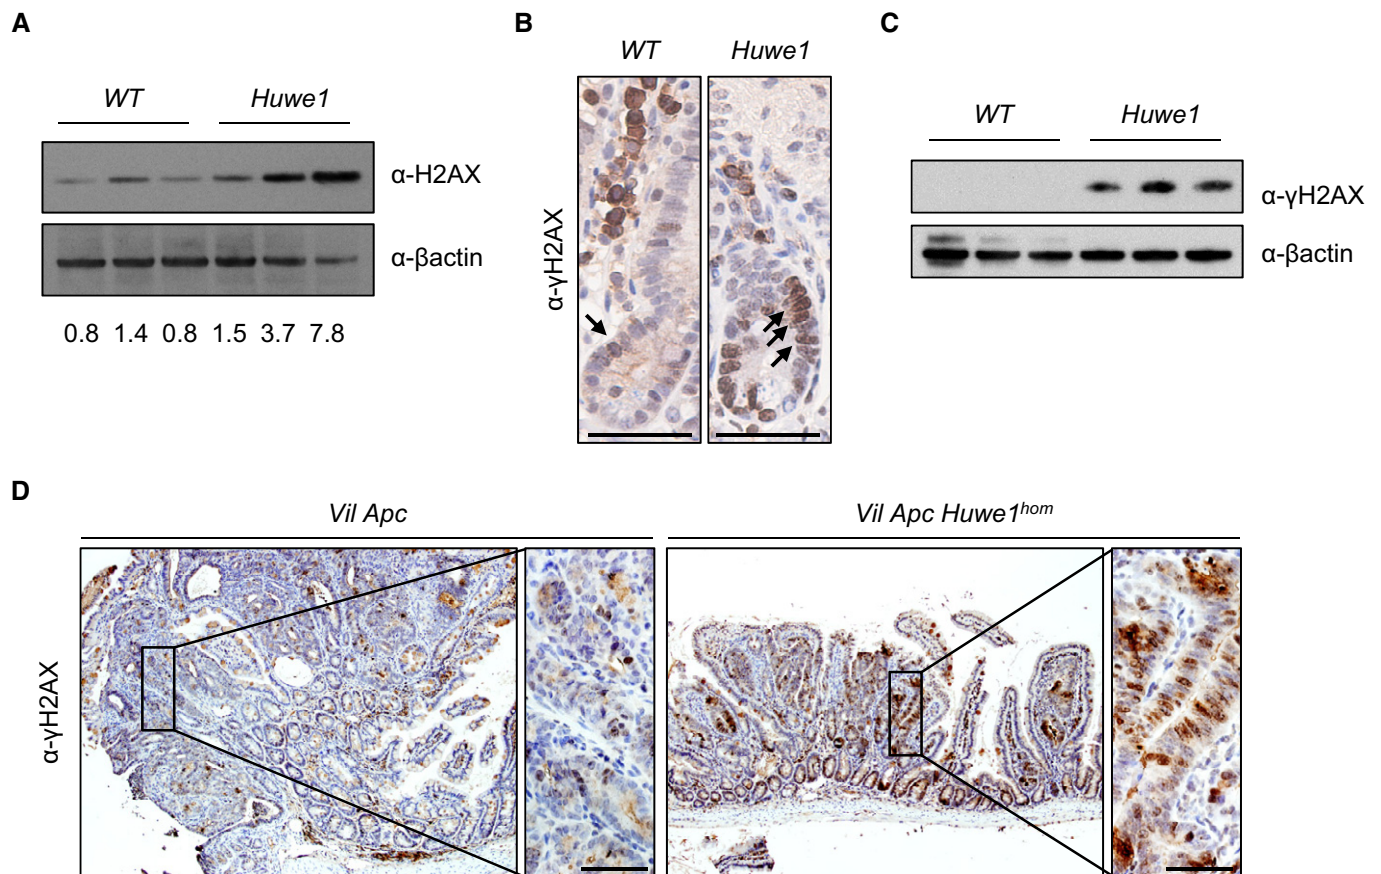 A
WT Huwe1
α-H2AX
α-βactin
0.8 1.4 0.8 1.5 3.7 7.8
B
WT Huwe1
α-γH2AX
C
WT Huwe1
α-γH2AX
α-βactin
D
Vil Apc Vil Apc Huwe1hom
α-γH2AX